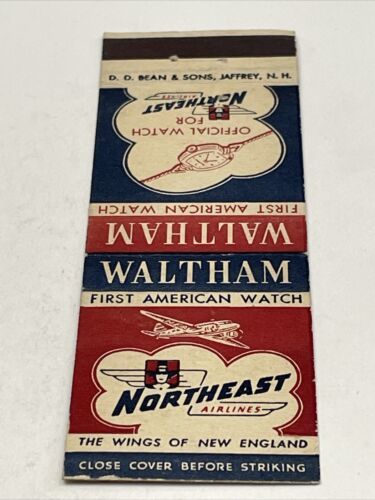 D. D. BEAN & SONS, JAFFREY, N. H.
NORTHEAST
AIRLINES
OFFICIAL WATCH
FOR
FIRST AMERICAN WATCH
WALTHAM
WALTHAM
FIRST AMERICAN WATCH
NORTHEAST
AIRLINES
THE WINGS OF NEW ENGLAND
CLOSE COVER BEFORE STRIKING